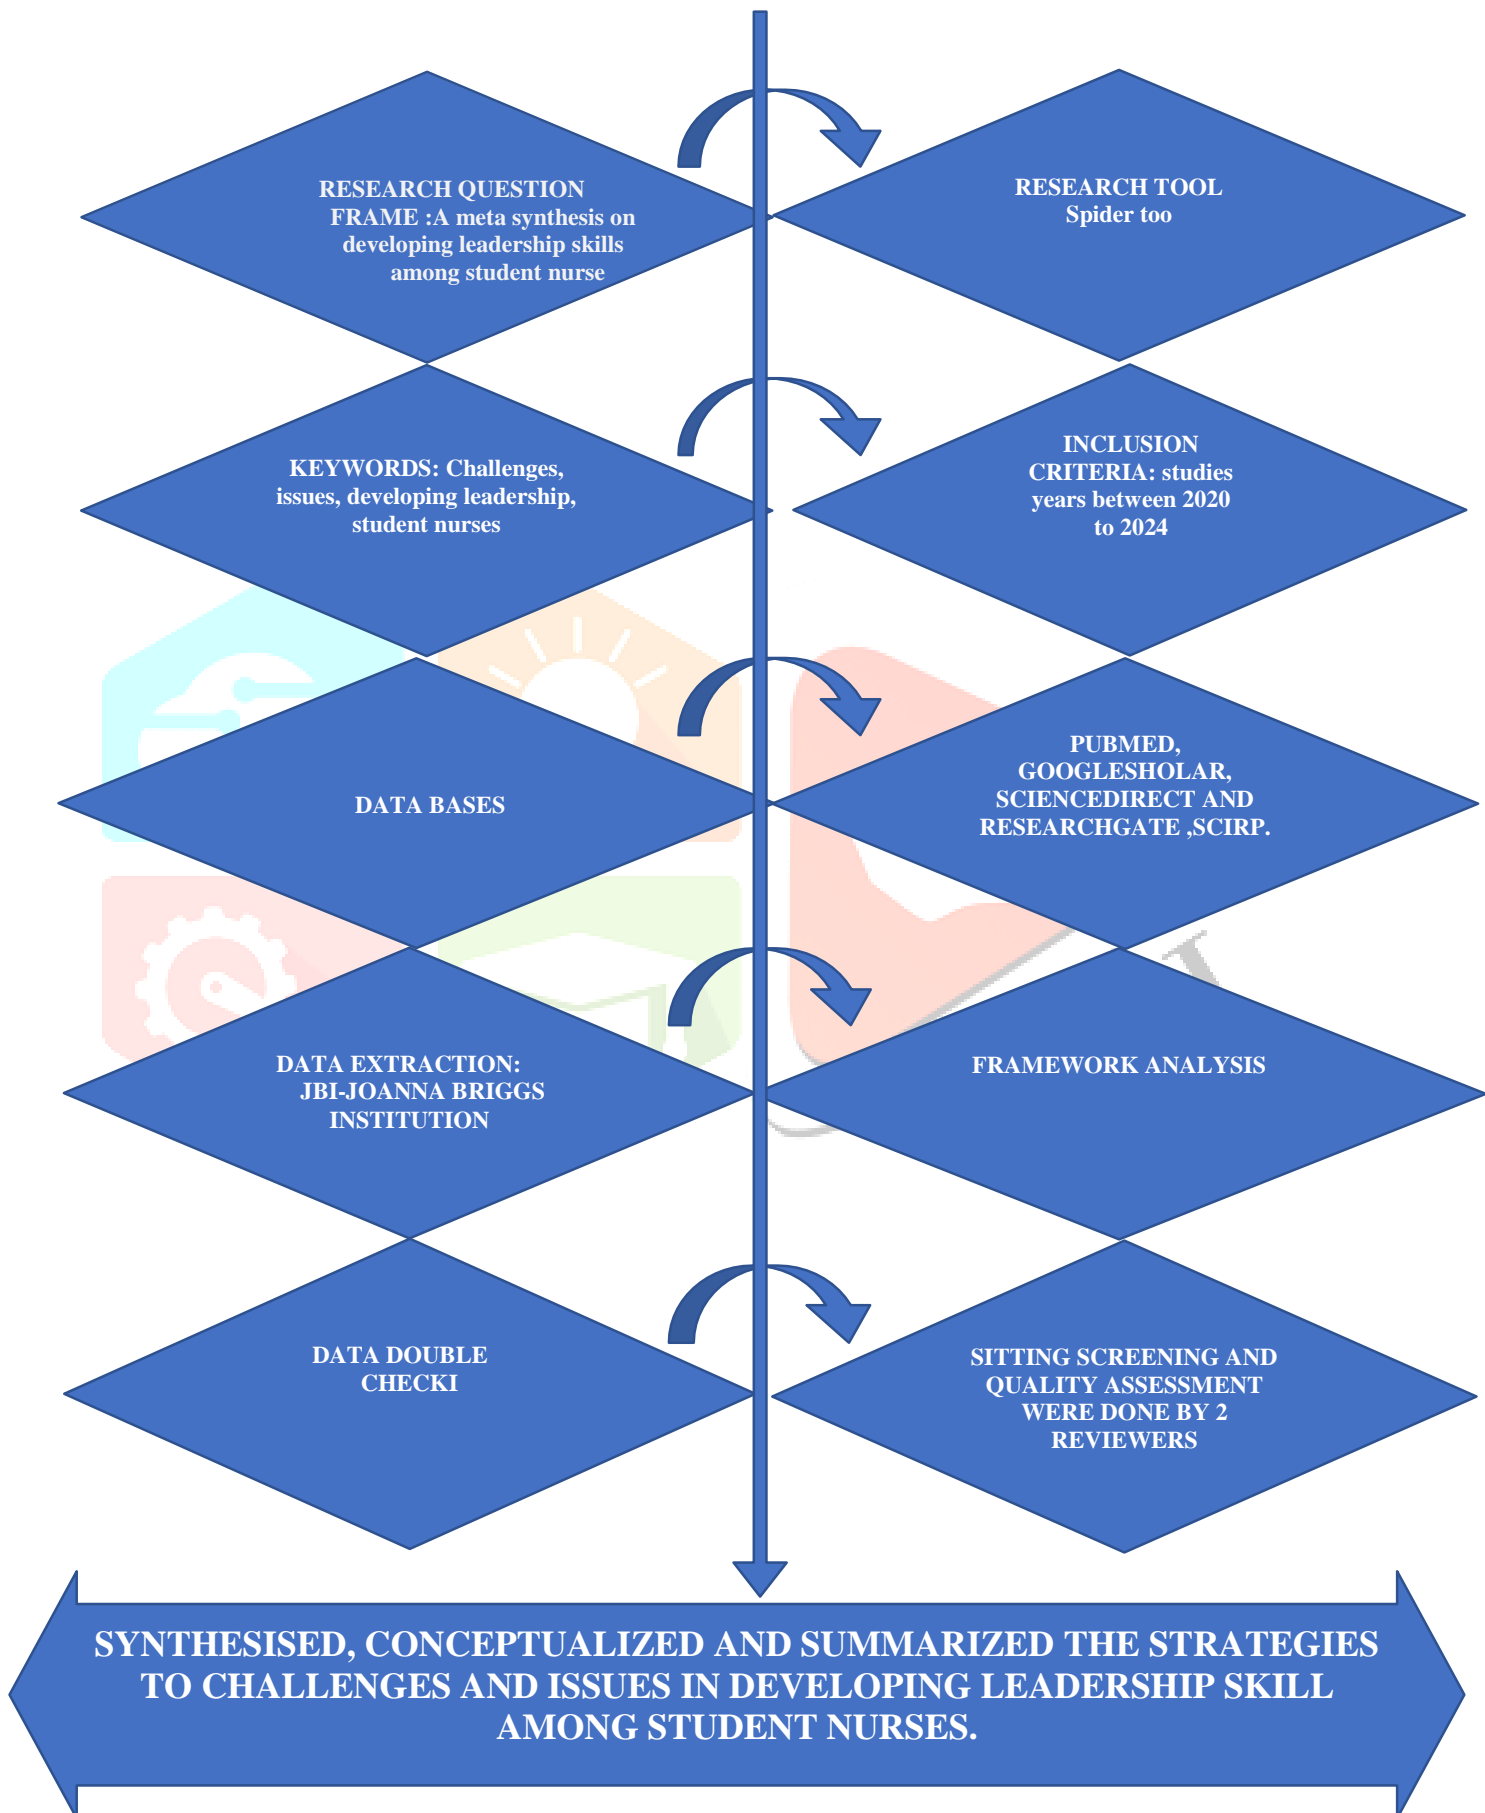 RESEARCH QUESTION
FRAME :A meta synthesis on
developing leadership skills
among student nurse
RESEARCH TOOL
Spider too
KEYWORDS: Challenges,
issues, developing leadership,
student nurses
INCLUSION
CRITERIA: studies
years between 2020
to 2024
DATA BASES
PUBMED,
GOOGLESHOLAR,
SCIENCEDIRECT AND
RESEARCHGATE ,SCIRP.
DATA EXTRACTION:
JBI-JOANNA BRIGGS
INSTITUTION
FRAMEWORK ANALYSIS
DATA DOUBLE
CHECKI
SITTING SCREENING AND
QUALITY ASSESSMENT
WERE DONE BY 2
REVIEWERS
SYNTHESISED, CONCEPTUALIZED AND SUMMARIZED THE STRATEGIES
TO CHALLENGES AND ISSUES IN DEVELOPING LEADERSHIP SKILL
AMONG STUDENT NURSES.